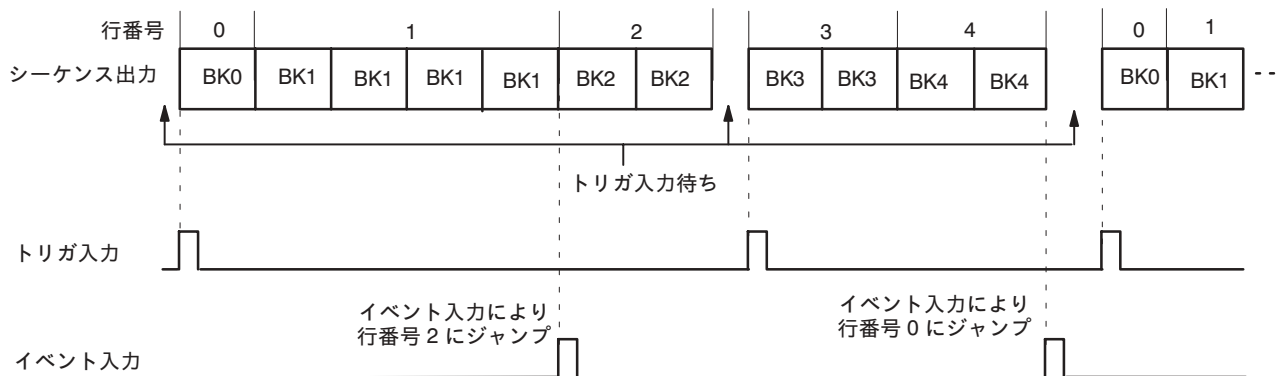 行番号 0 1 2 3 4 0 1
シーケンス出力 BK0 BK1 BK1 BK1 BK1 BK2 BK2 BK3 BK3 BK4 BK4 BK0 BK1
トリガ入力待ち
トリガ入力
イベント入力により
行番号 2 にジャンプ
イベント入力により
行番号 0 にジャンプ
イベント入力